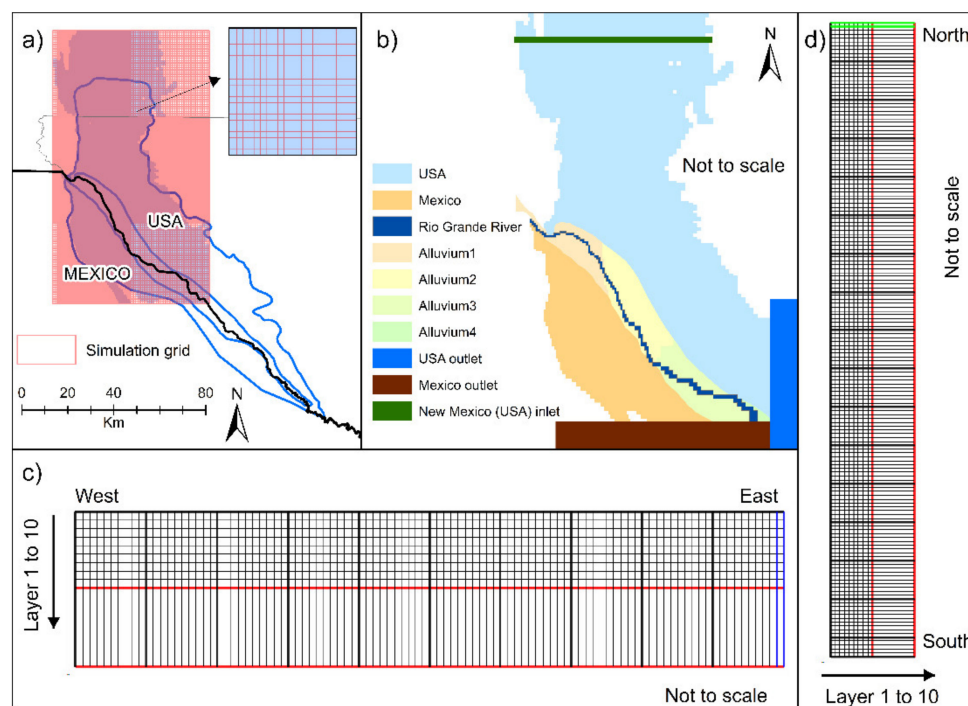 a)
USA
MEXICO
Simulation grid
0 20 40 60 80
Km
N
b)
N
Not to scale
USA
Mexico
Rio Grande River
Alluvium1
Alluvium2
Alluvium3
Alluvium4
USA outlet
Mexico outlet
New Mexico (USA) inlet
c)
West
East
Layer 1 to 10
Not to scale
d)
North
Not to scale
South
Layer 1 to 10